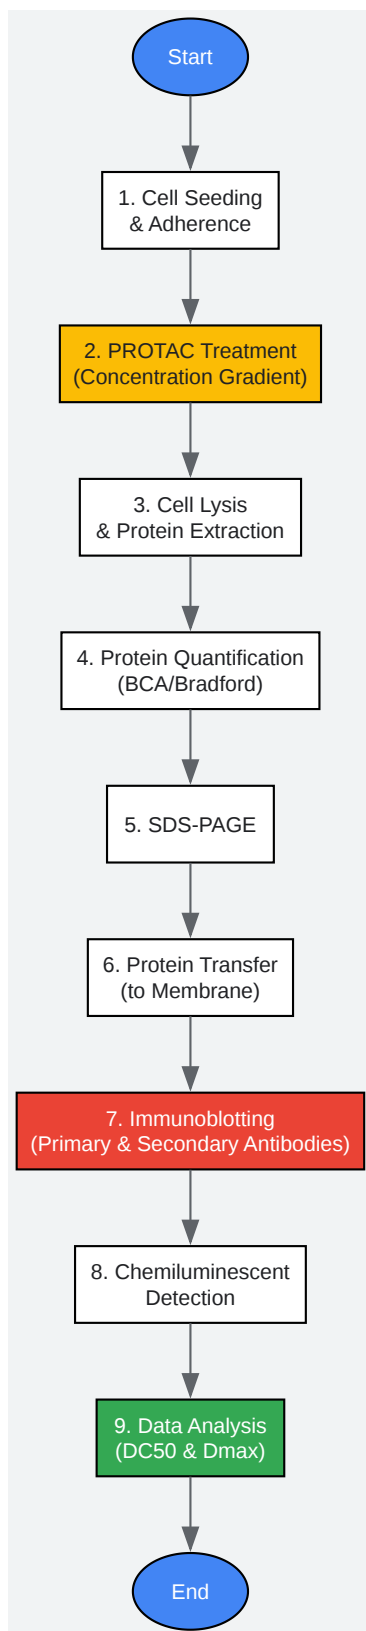 Start
1. Cell Seeding
& Adherence
2. PROTAC Treatment
(Concentration Gradient)
3. Cell Lysis
& Protein Extraction
4. Protein Quantification
(BCA/Bradford)
5. SDS-PAGE
6. Protein Transfer
(to Membrane)
7. Immunoblotting
(Primary & Secondary Antibodies)
8. Chemiluminescent
Detection
9. Data Analysis
(DC50 & Dmax)
End